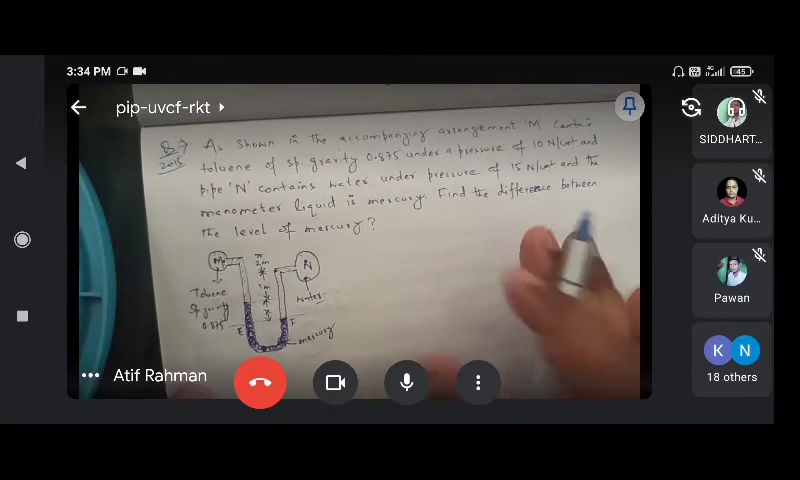 3:34 PM
4G
45
pip-uvcf-rkt
Q→ As shown in the accompanying arrangement 'M contains
2015 toluene of sp. gravity 0.875 under a pressure of 10 N/cm² and
pipe 'N' contains water under pressure of 15 N/cm² and the
manometer liquid is mercury. Find the difference between
the level of mercury?
M
2m
N
1m
x
Toluene
Sp gravity
0.875
E
F
water
mercury
SIDDHART...
Aditya Ku...
Pawan
K N
18 others
Atif Rahman